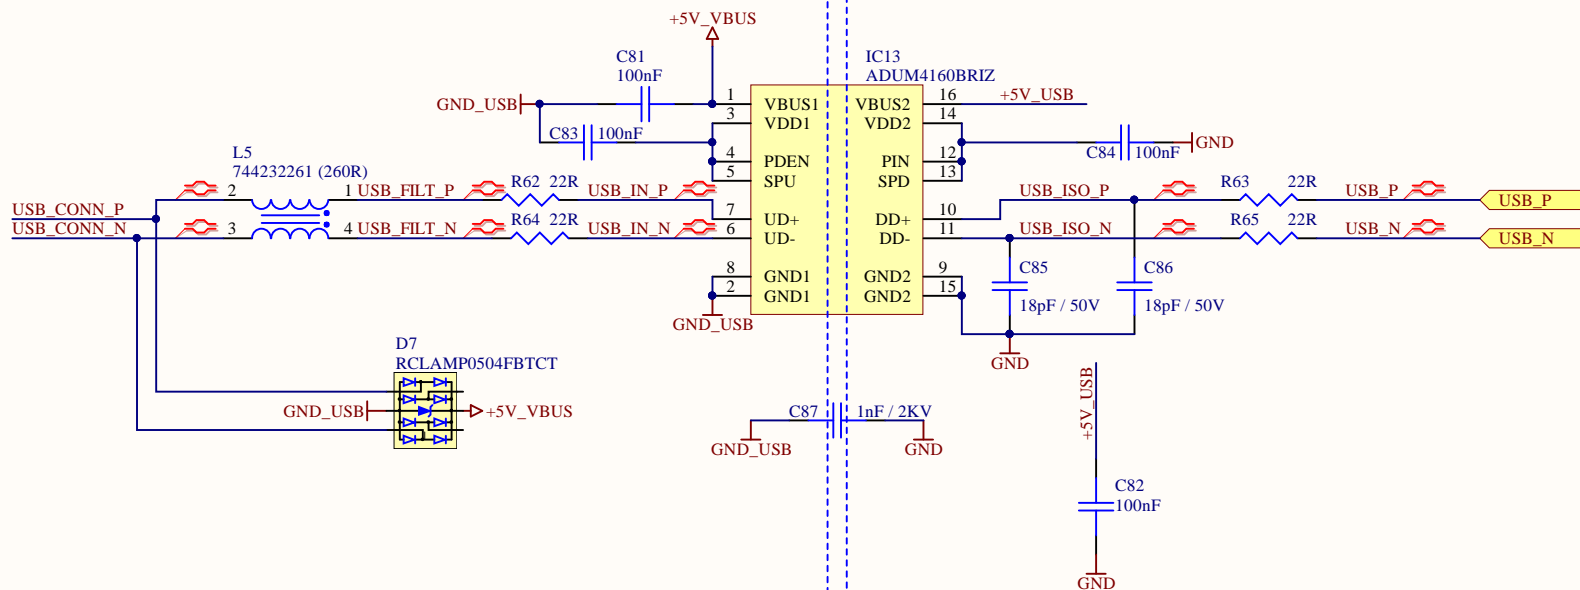 +5V_VBUS
C81
100nF
IC13
ADUM4160BRIZ
GND_USB
1
VBUS1
VBUS2
16
+5V_USB
3
VDD1
VDD2
14
C83
100nF
C84
100nF
GND
4
PDEN
PIN
12
5
SPU
SPD
13
L5
744232261 (260R)
2
1
USB_FILT_P
R62
22R
USB_IN_P
USB_ISO_P
R63
22R
USB_P
USB_P
USB_CONN_P
7
UD+
DD+
10
USB_CONN_N
3
4
USB_FILT_N
R64
22R
USB_IN_N
6
UD-
DD-
11
USB_ISO_N
R65
22R
USB_N
USB_N
8
GND1
GND2
9
2
GND1
GND2
15
GND_USB
C85
18pF / 50V
C86
18pF / 50V
GND
D7
RCLAMP0504FBTCT
GND_USB
+5V_VBUS
C87
1nF / 2KV
GND_USB
GND
+5V_USB
C82
100nF
GND